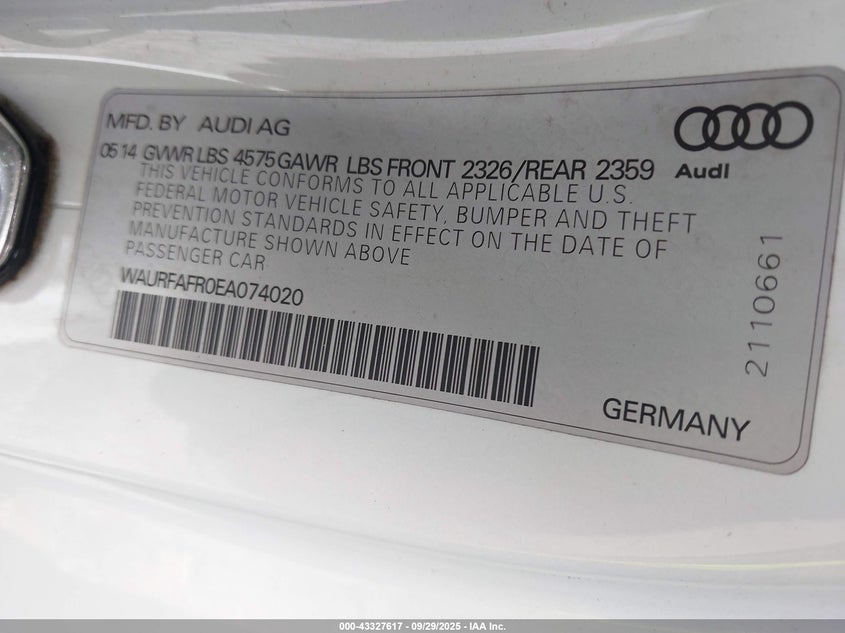 MFD. BY AUDI AG
05 14 GVWR LBS 4575 GAWR LBS FRONT 2326/REAR 2359
Audi
THIS VEHICLE CONFORMS TO ALL APPLICABLE U.S.
FEDERAL MOTOR VEHICLE SAFETY, BUMPER AND THEFT
PREVENTION STANDARDS IN EFFECT ON THE DATE OF
MANUFACTURE SHOWN ABOVE
PASSENGER CAR
WAURFAFR0EA074020
2110661
GERMANY
000-43327617 - 09/29/2025 - IAA Inc.